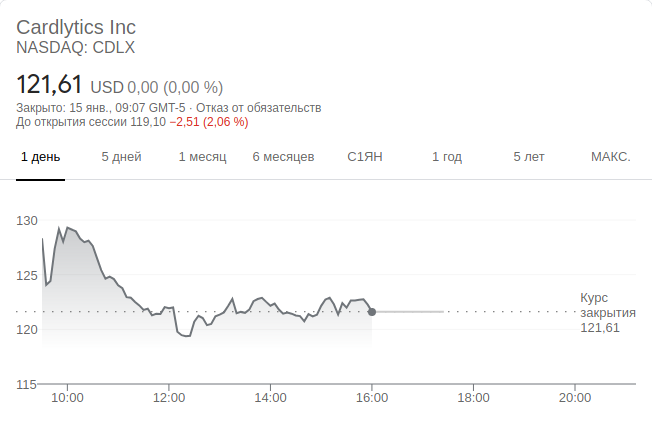 Cardlytics Inc
NASDAQ: CDLX
121,61 USD 0,00 (0,00 %)
Закрыто: 15 янв., 09:07 GMT-5 · Отказ от обязательств
До открытия сессии 119,10 −2,51 (2,06 %)
1 день 5 дней 1 месяц 6 месяцев С1ЯН 1 год 5 лет МАКС.
130
125
Курс
закрытия
121,61
120
115
10:00 12:00 14:00 16:00 18:00 20:00